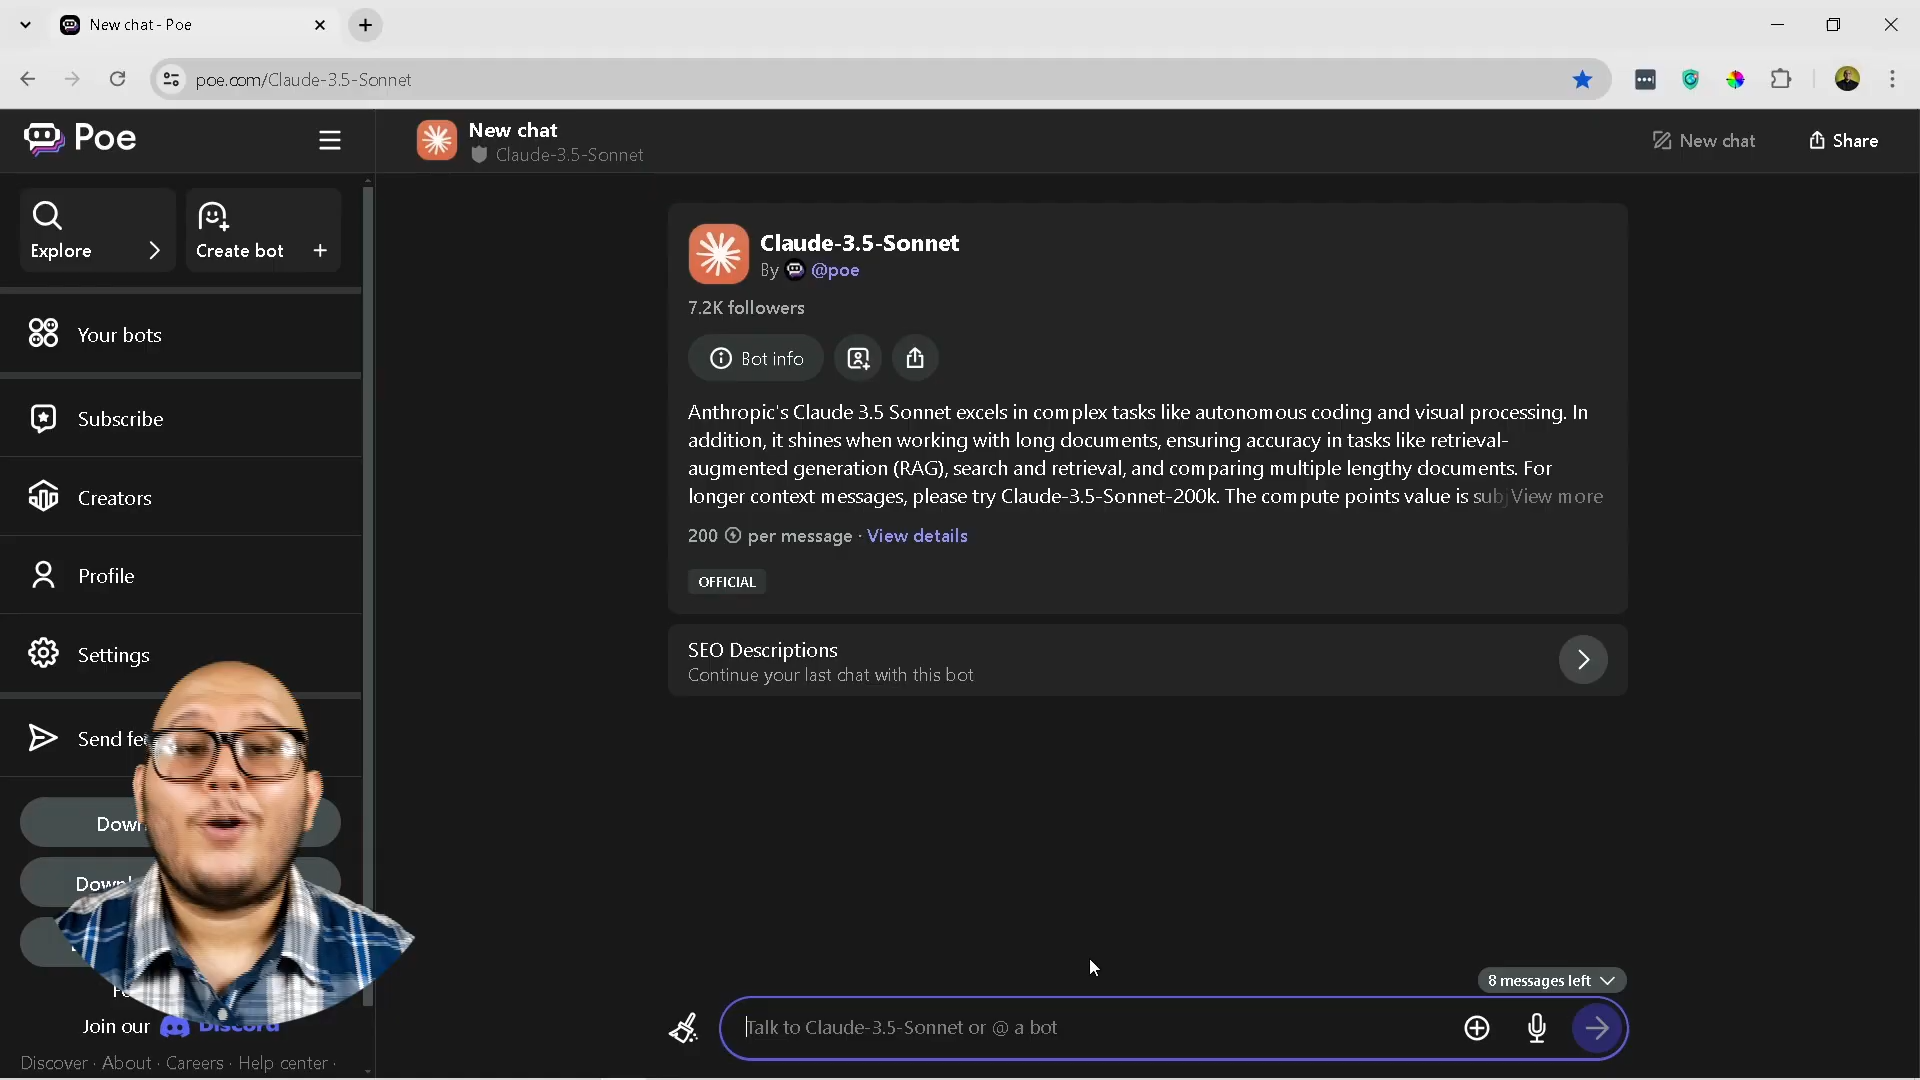 New chat - Poe
poe.com/Claude-3.5-Sonnet
Poe
New chat
Claude-3.5-Sonnet
New chat
Share
Explore
Create bot
Your bots
Subscribe
Creators
Profile
Settings
Send
Join our Discord
Discover · About · Careers · Help center ·
Claude-3.5-Sonnet
By @poe
7.2K followers
Bot info
Anthropic's Claude 3.5 Sonnet excels in complex tasks like autonomous coding and visual processing. In
addition, it shines when working with long documents, ensuring accuracy in tasks like retrieval-
augmented generation (RAG), search and retrieval, and comparing multiple lengthy documents. For
longer context messages, please try Claude-3.5-Sonnet-200k. The compute points value is subj View more
200 per message · View details
OFFICIAL
SEO Descriptions
Continue your last chat with this bot
8 messages left
Talk to Claude-3.5-Sonnet or @ a bot